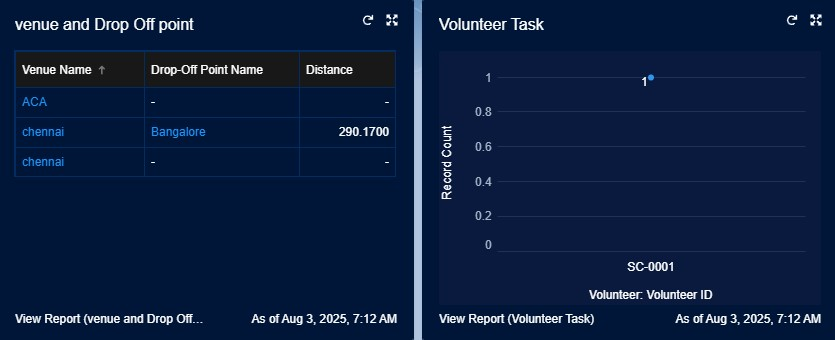 venue and Drop Off point
Venue Name ↑ Drop-Off Point Name Distance
ACA - -
chennai Bangalore 290.1700
chennai - -
View Report (venue and Drop Off... As of Aug 3, 2025, 7:12 AM
Volunteer Task
Record Count
1
0.8
0.6
0.4
0.2
0
1
SC-0001
Volunteer: Volunteer ID
View Report (Volunteer Task) As of Aug 3, 2025, 7:12 AM